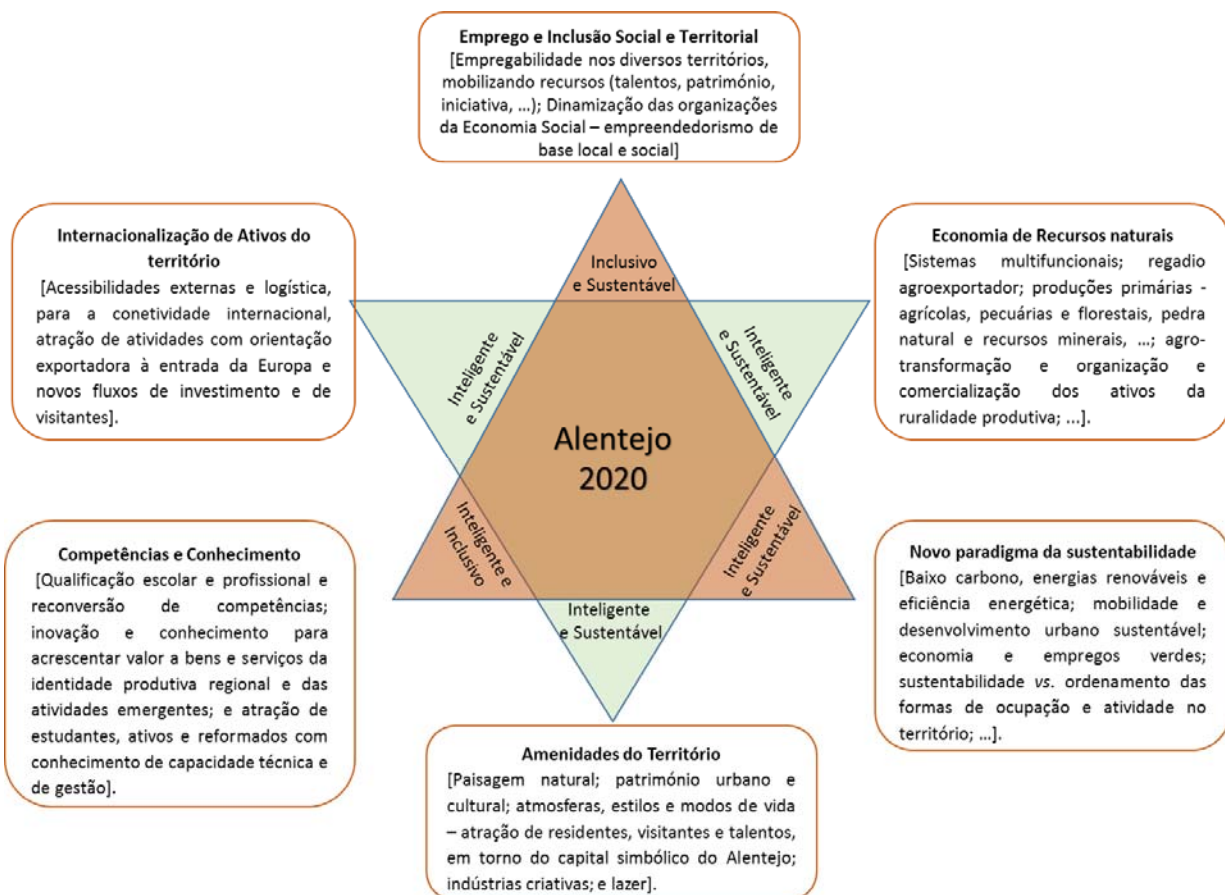 Emprego e Inclusão Social e Territorial
[Empregabilidade nos diversos territórios,
mobilizando recursos (talentos, património,
iniciativa, ...); Dinamização das organizações
da Economia Social – empreendedorismo de
base local e social]
Internacionalização de Ativos do
território
[Acessibilidades externas e logística,
para a conetividade internacional,
atração de atividades com orientação
exportadora à entrada da Europa e
novos fluxos de investimento e de
visitantes].
Economia de Recursos naturais
[Sistemas multifuncionais; regadio
agroexportador; produções primárias -
agrícolas, pecuárias e florestais, pedra
natural e recursos minerais, ...; agro-
transformação e organização e
comercialização dos ativos da
ruralidade produtiva; ...].
Inclusivo
e Sustentável
Inteligente
e Sustentável
Inteligente
e Sustentável
Alentejo
2020
Inteligente e
Inclusivo
Inteligente
e Sustentável
Inteligente
e Sustentável
Competências e Conhecimento
[Qualificação escolar e profissional e
reconversão de competências;
inovação e conhecimento para
acrescentar valor a bens e serviços da
identidade produtiva regional e das
atividades emergentes; e atração de
estudantes, ativos e reformados com
conhecimento de capacidade técnica e
de gestão].
Novo paradigma da sustentabilidade
[Baixo carbono, energias renováveis e
eficiência energética; mobilidade e
desenvolvimento urbano sustentável;
economia e empregos verdes;
sustentabilidade vs. ordenamento das
formas de ocupação e atividade no
território; ...].
Amenidades do Território
[Paisagem natural; património urbano e
cultural; atmosferas, estilos e modos de vida
– atração de residentes, visitantes e talentos,
em torno do capital simbólico do Alentejo;
indústrias criativas; e lazer].